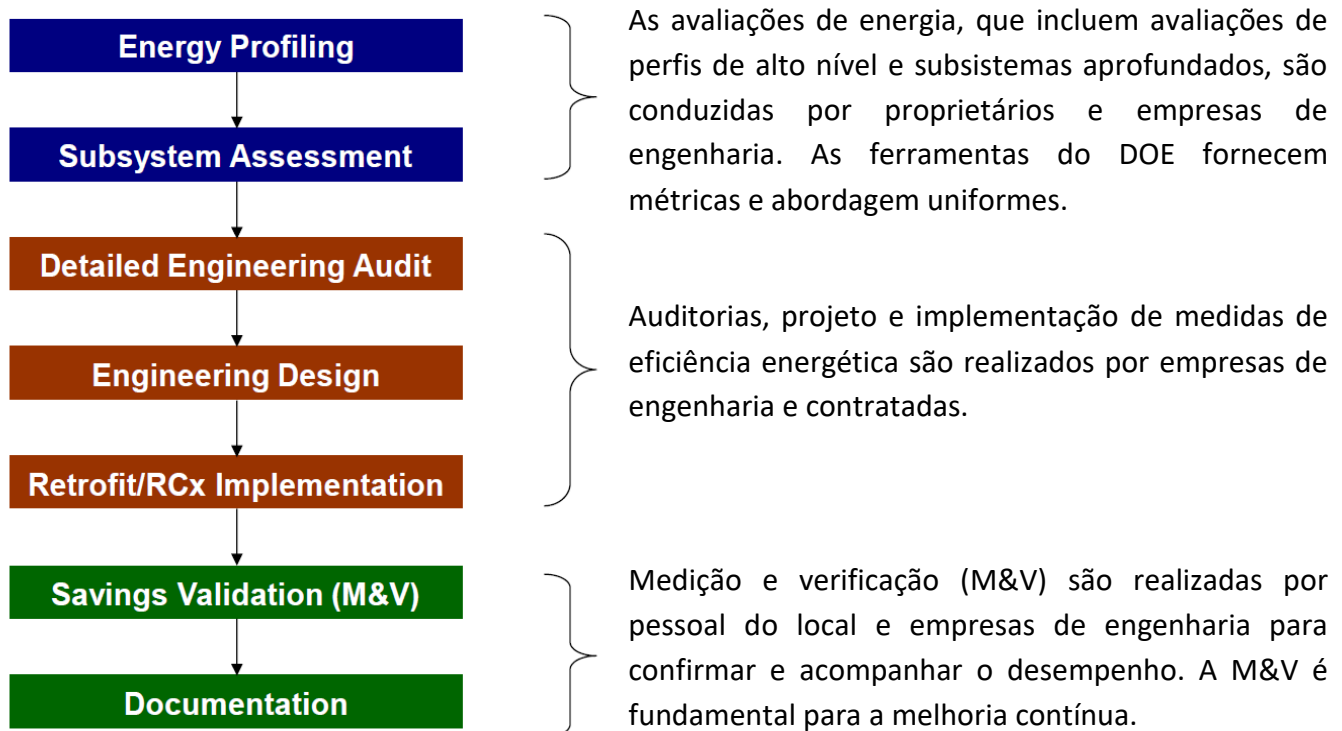 Energy Profiling
Subsystem Assessment
As avaliações de energia, que incluem avaliações de
perfis de alto nível e subsistemas aprofundados, são
conduzidas por proprietários e empresas de
engenharia. As ferramentas do DOE fornecem
métricas e abordagem uniformes.
Detailed Engineering Audit
Engineering Design
Retrofit/RCx Implementation
Auditorias, projeto e implementação de medidas de
eficiência energética são realizados por empresas de
engenharia e contratadas.
Savings Validation (M&V)
Documentation
Medição e verificação (M&V) são realizadas por
pessoal do local e empresas de engenharia para
confirmar e acompanhar o desempenho. A M&V é
fundamental para a melhoria contínua.